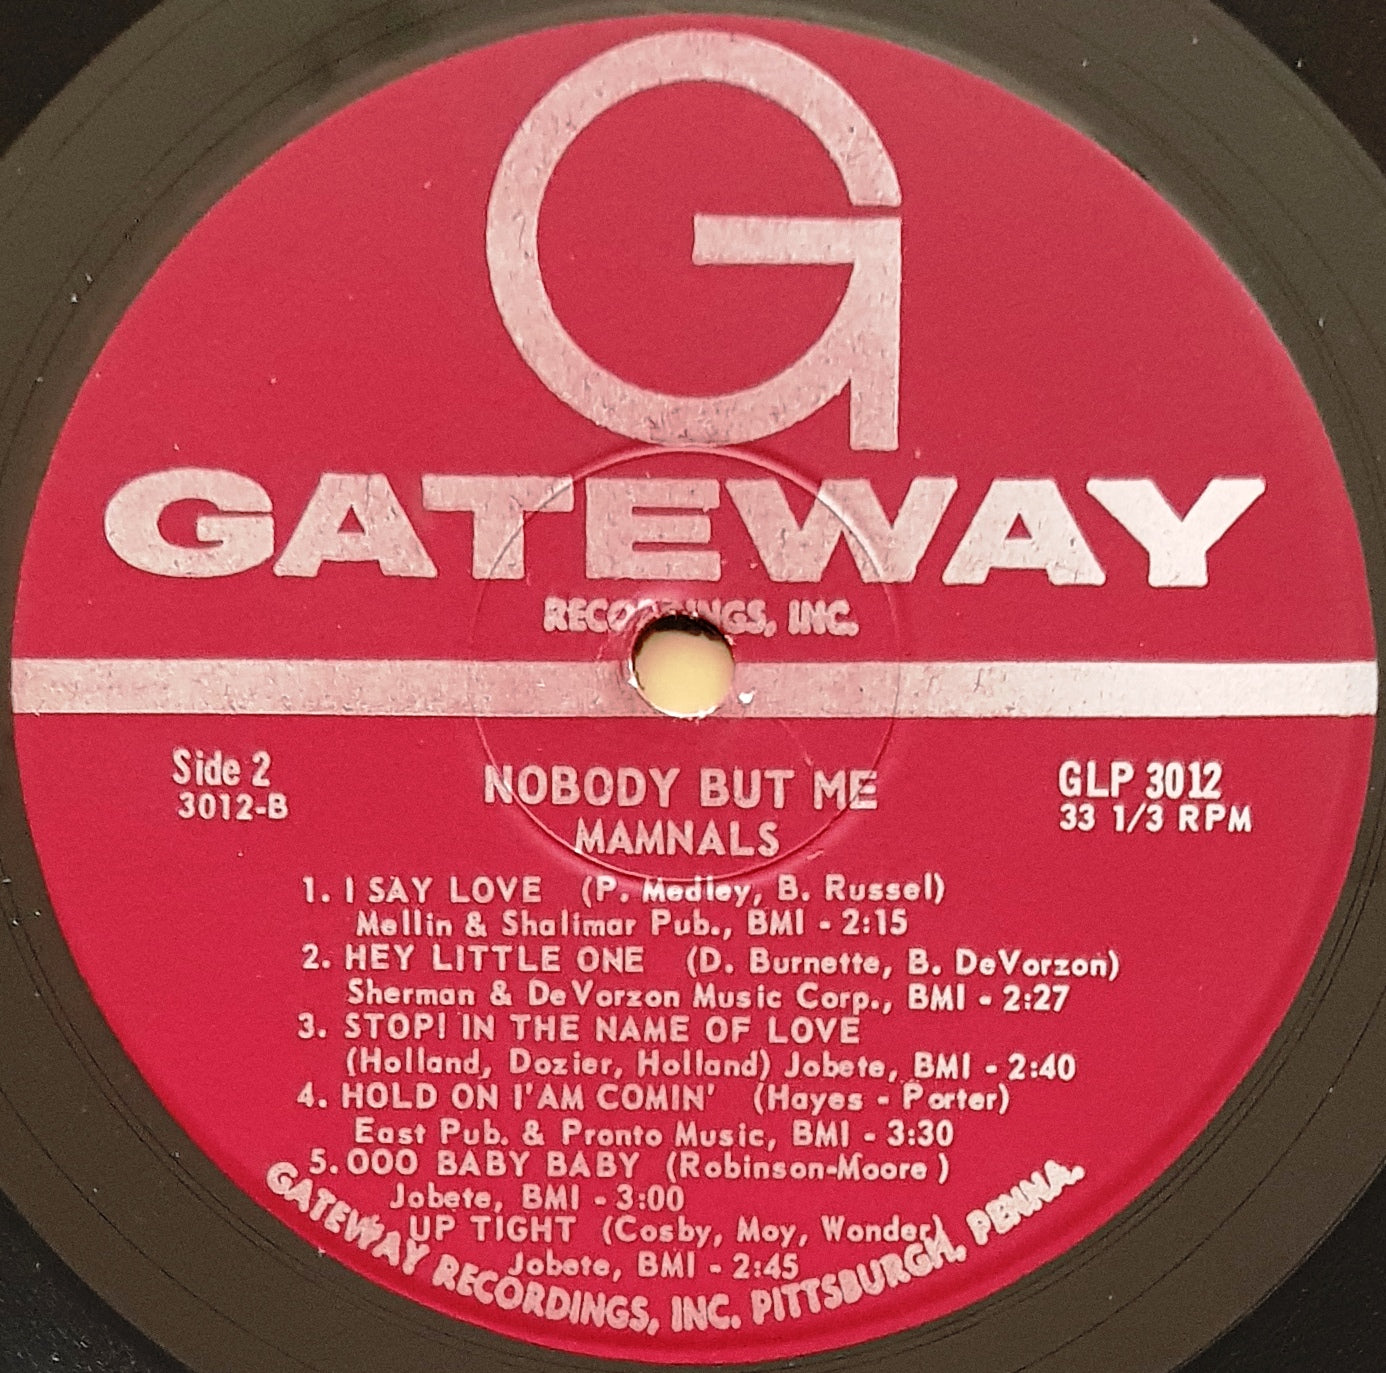 G
GATEWAY
RECORDINGS, INC.
Side 2
3012-B
NOBODY BUT ME
MAMNALS
GLP 3012
33 1/3 RPM
1. I SAY LOVE (P. Medley, B. Russel)
Mellin & Shalimar Pub., BMI - 2:15
2. HEY LITTLE ONE (D. Burnette, B. DeVorzon)
Sherman & DeVorzon Music Corp., BMI - 2:27
3. STOP! IN THE NAME OF LOVE
(Holland, Dozier, Holland) Jobete, BMI - 2:40
4. HOLD ON I'AM COMIN' (Hayes - Porter)
East Pub. & Pronto Music, BMI - 3:30
5. OOO BABY BABY (Robinson-Moore )
Jobete, BMI - 3:00
UP TIGHT (Cosby, Moy, Wonder)
Jobete, BMI - 2:45
GATEWAY RECORDINGS, INC. PITTSBURGH, PENNA.